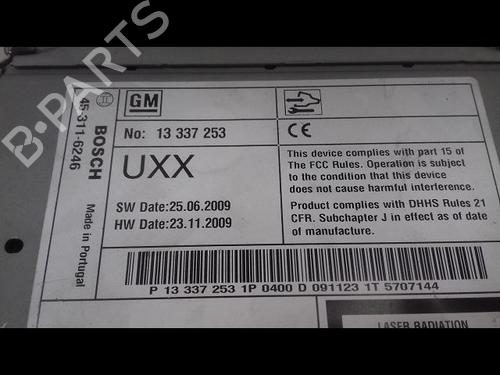 B-PARTS
GM
No: 13 337 253
UXX
SW Date:25.06.2009
HW Date:23.11.2009
CE
This device complies with part 15 of
The FCC Rules. Operation is subject
to the condition that this device
does not cause harmful interference.
Product complies with DHHS Rules 21
CFR. Subchapter J in effect as of date
of manufacture.
P 13 337 253 1P 0400 D 091123 1T 5707144
BOSCH
45-311-6246
Made in Portugal
LASER RADIATION